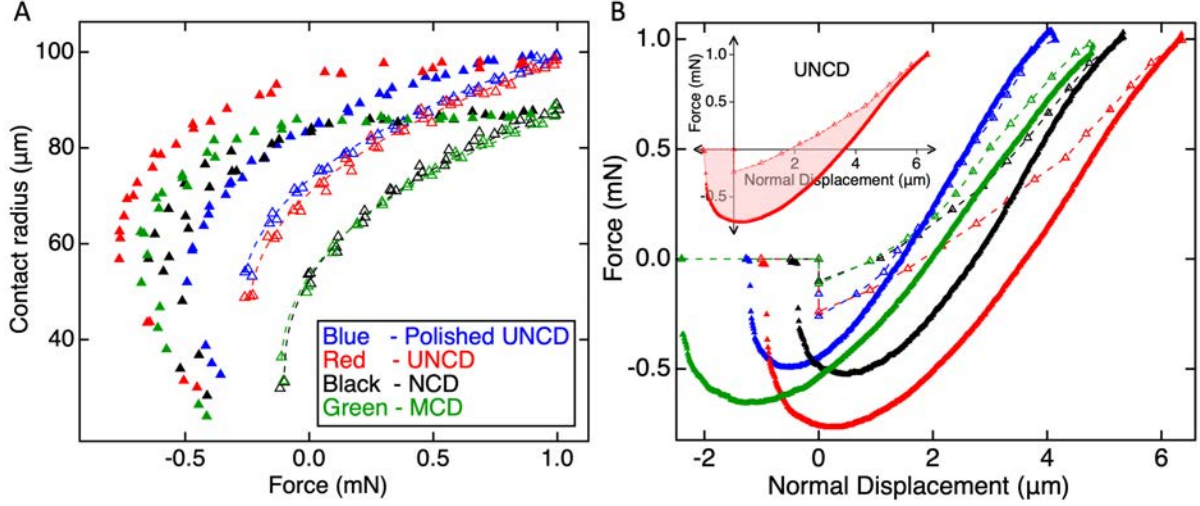 A
Contact radius (µm)
100
80
60
40
-0.5
0.0
0.5
1.0
Force (mN)
Blue - Polished UNCD
Red - UNCD
Black - NCD
Green - MCD
B
Force (mN)
1.0
0.5
0.0
-0.5
-2
0
2
4
6
Normal Displacement (µm)
UNCD
Force (mN)
1.0
0.5
-0.5
2
4
6
Normal Displacement (µm)